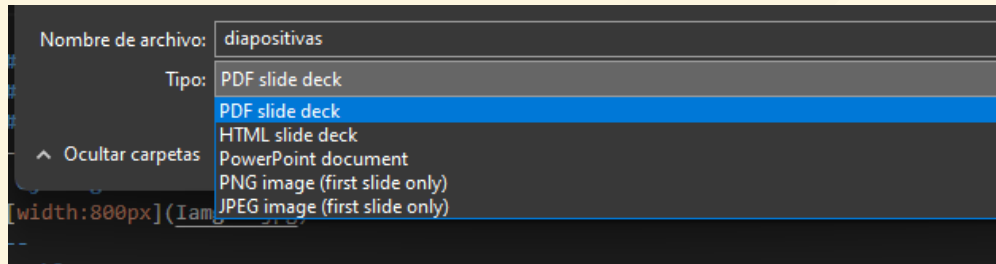 Nombre de archivo: diapositivas
Tipo: PDF slide deck
PDF slide deck
HTML slide deck
Ocultar carpetas
PowerPoint document
PNG image (first slide only)
JPEG image (first slide only)
[width:800px](Iam
--